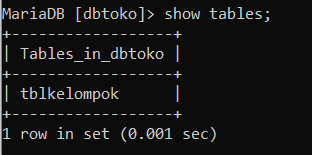 MariaDB [dbtoko]> show tables;
+------------------+
| Tables_in_dbtoko |
+------------------+
| tblkelompok      |
+------------------+
1 row in set (0.001 sec)